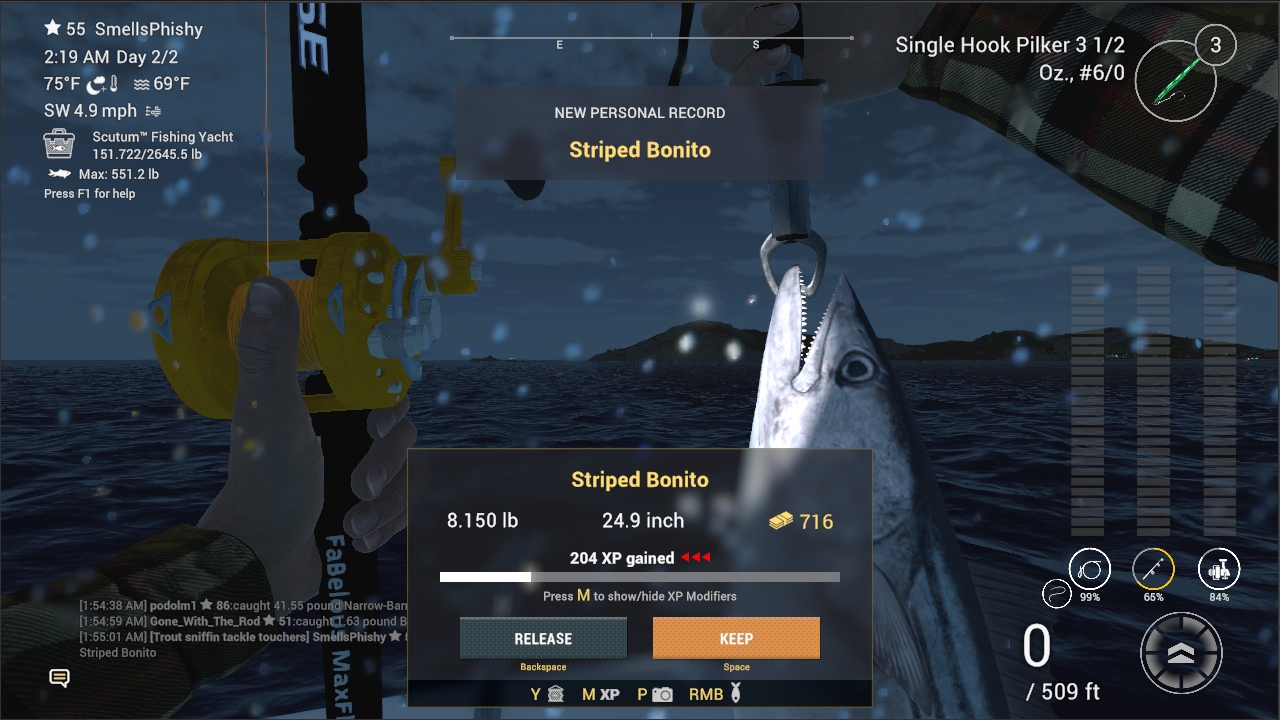 55 SmellsPhishy
2:19 AM Day 2/2
75°F 69°F
SW 4.9 mph
Scutum™ Fishing Yacht
151.722/2645.5 lb
Max: 551.2 lb
Press F1 for help
SE
E S
Single Hook Pilker 3 1/2
Oz., #6/0
3
NEW PERSONAL RECORD
Striped Bonito
Striped Bonito
8.150 lb 24.9 inch 716
204 XP gained
Press M to show/hide XP Modifiers
RELEASE KEEP
Backspace Space
Y M XP P RMB
[1:54:38 AM] podolm1 86:caught 41.55 pound Narrow-Barr
[1:54:59 AM] Gone_With_The_Rod 51:caught 1.63 pound B
[1:55:01 AM] [Trout sniffin tackle touchers] SmellsPhishy
Striped Bonito
99% 65% 84%
0
/ 509 ft